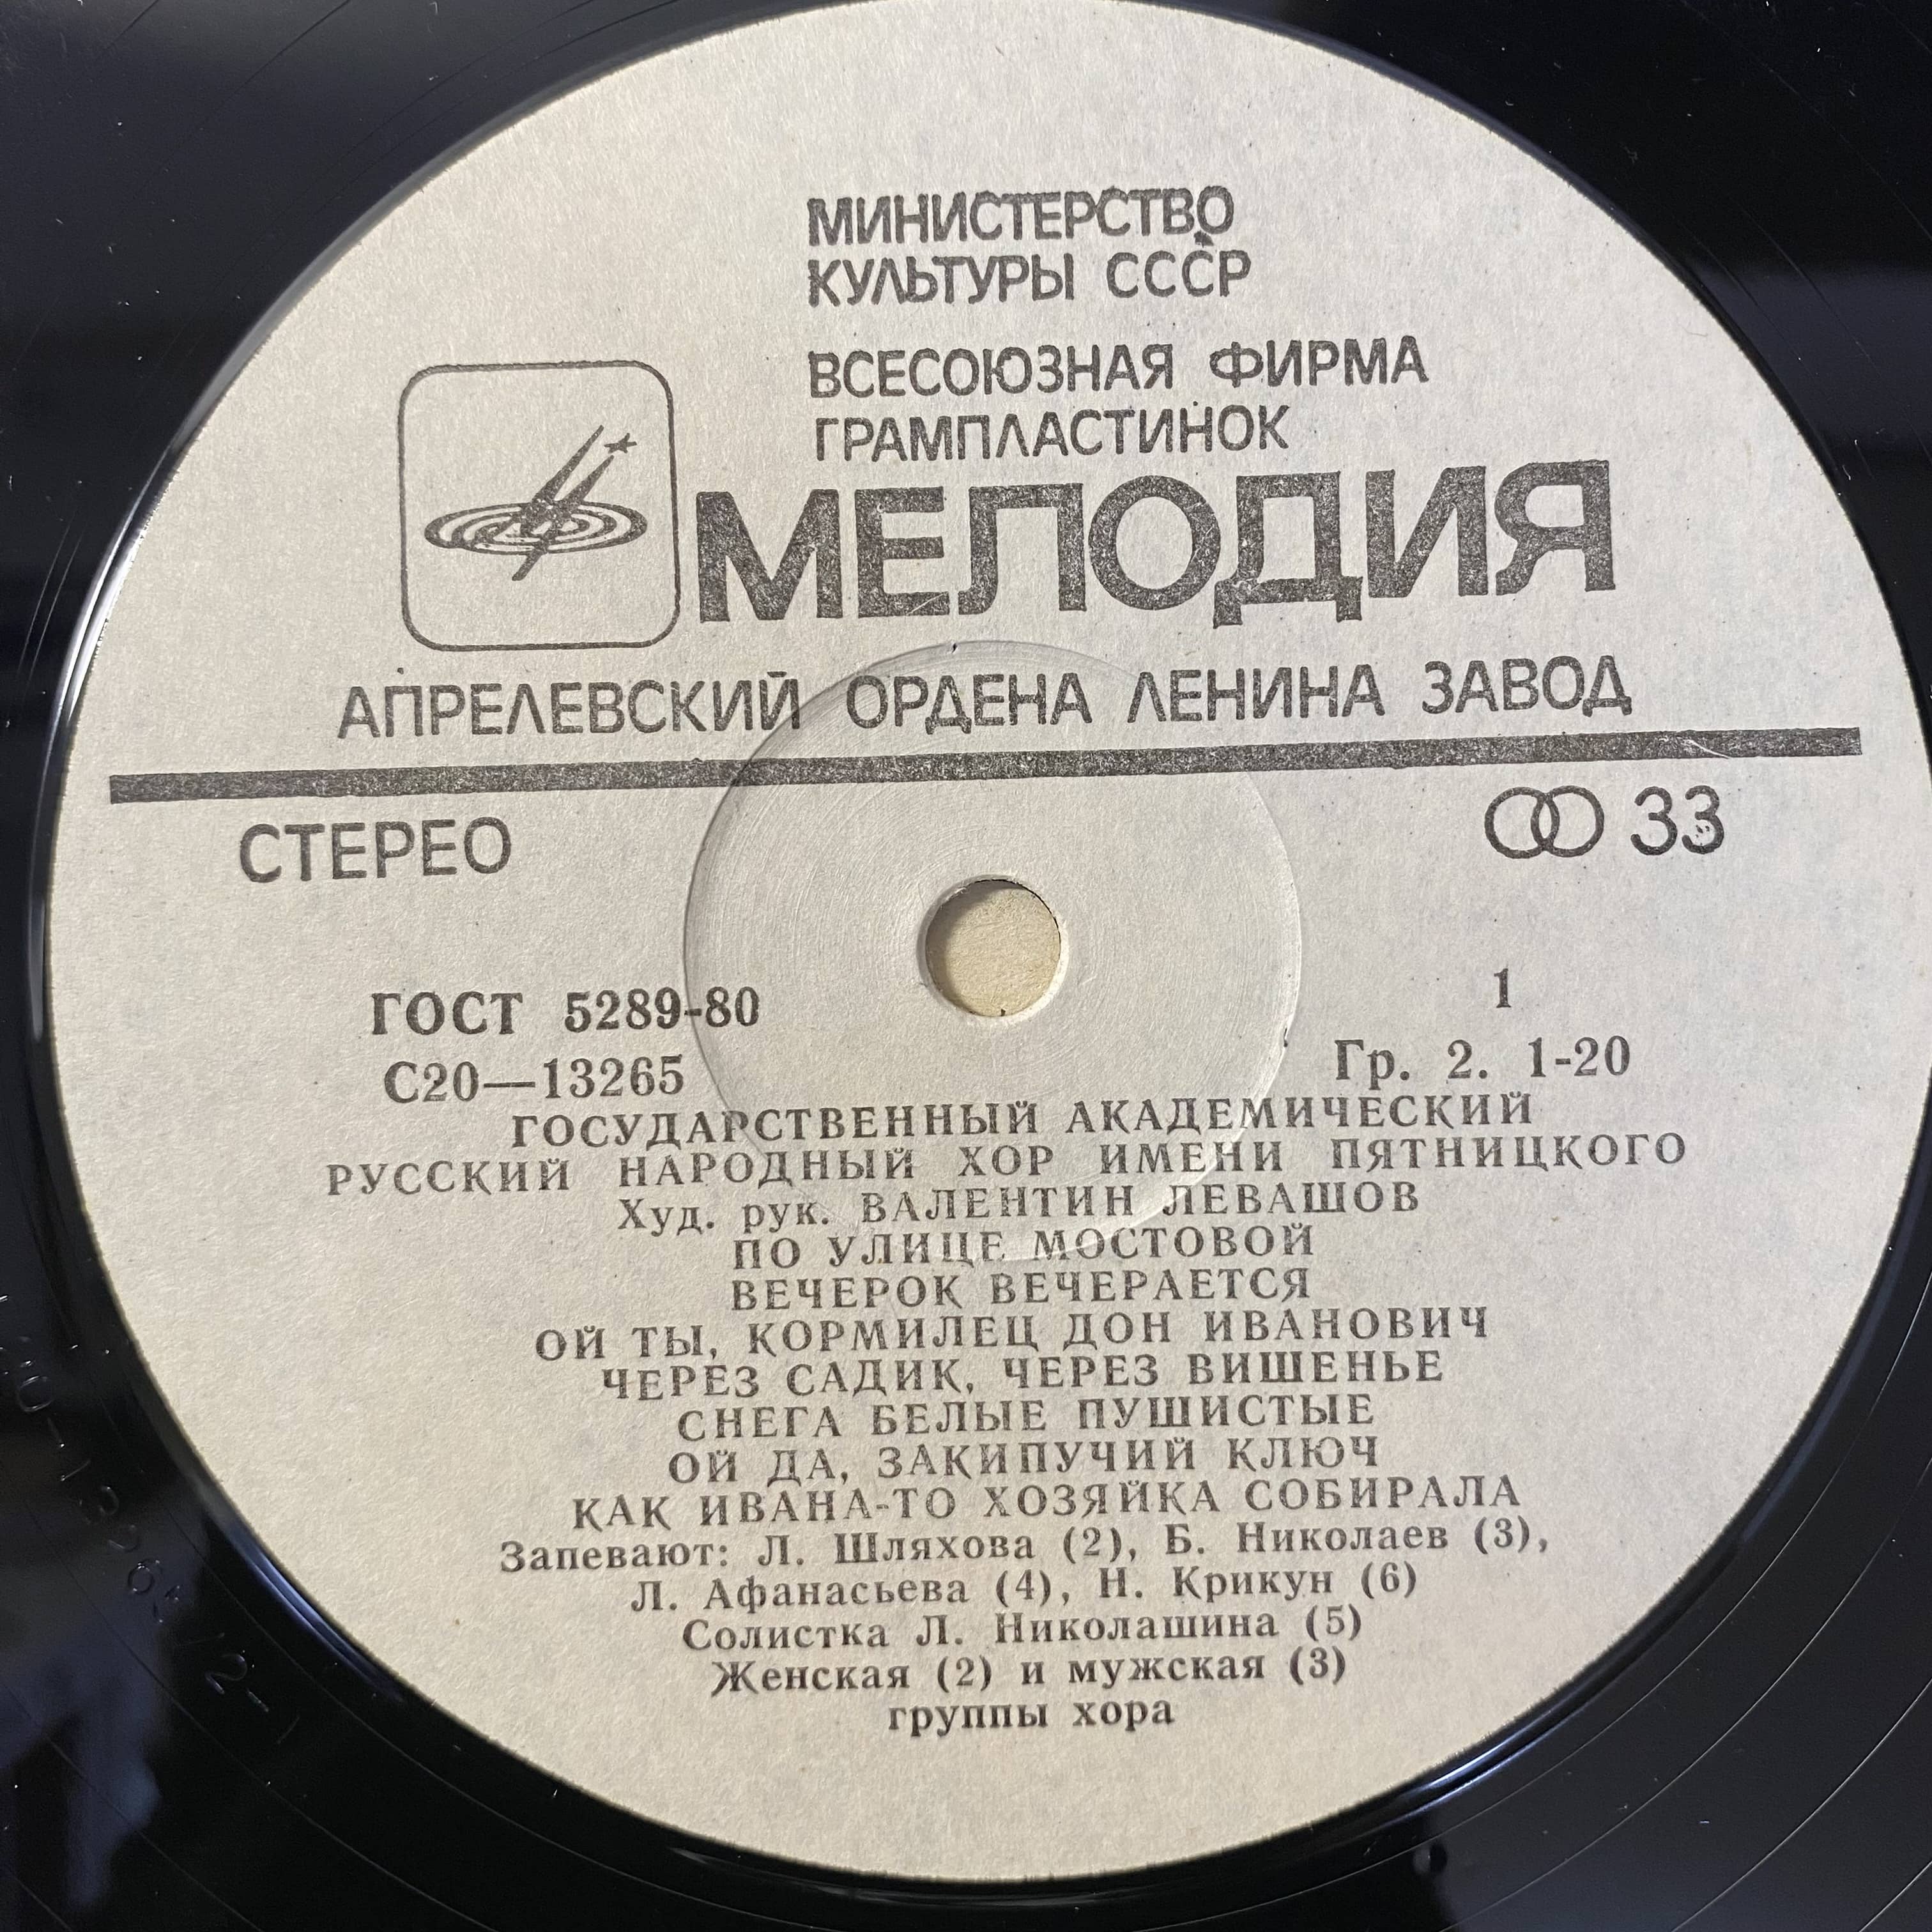 МИНИСТЕРСТВО
КУЛЬТУРЫ СССР
ВСЕСОЮЗНАЯ ФИРМА
ГРАМПЛАСТИНОК
МЕЛОДИЯ
АПРЕЛЕВСКИЙ ОРДЕНА ЛЕНИНА ЗАВОД
СТЕРЕО
33
ГОСТ 5289-80
1
С20—13265
Гр. 2. 1-20
ГОСУДАРСТВЕННЫЙ АКАДЕМИЧЕСКИЙ
РУССКИЙ НАРОДНЫЙ ХОР ИМЕНИ ПЯТНИЦКОГО
Худ. рук. ВАЛЕНТИН ЛЕВАШОВ
ПО УЛИЦЕ МОСТОВОЙ
ВЕЧЕРОК ВЕЧЕРАЕТСЯ
ОЙ ТЫ, КОРМИЛЕЦ ДОН ИВАНОВИЧ
ЧЕРЕЗ САДИК, ЧЕРЕЗ ВИШЕНЬЕ
СНЕГА БЕЛЫЕ ПУШИСТЫЕ
ОЙ ДА, ЗАКИПУЧИЙ КЛЮЧ
КАК ИВАНА-ТО ХОЗЯЙКА СОБИРАЛА
Запевают: Л. Шляхова (2), Б. Николаев (3),
Л. Афанасьева (4), Н. Крикун (6)
Солистка Л. Николашина (5)
Женская (2) и мужская (3)
группы хора